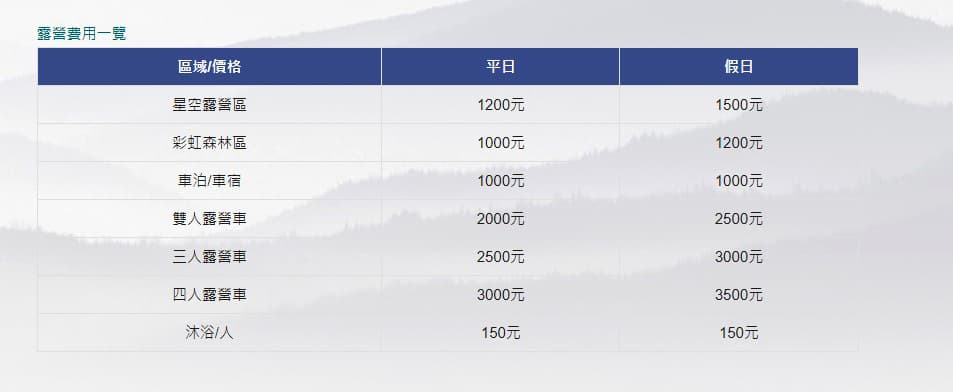 露營費用一覽
區域/價格 平日 假日
星空露營區 1200元 1500元
彩虹森林區 1000元 1200元
車泊/車宿 1000元 1000元
雙人露營車 2000元 2500元
三人露營車 2500元 3000元
四人露營車 3000元 3500元
沐浴/人 150元 150元